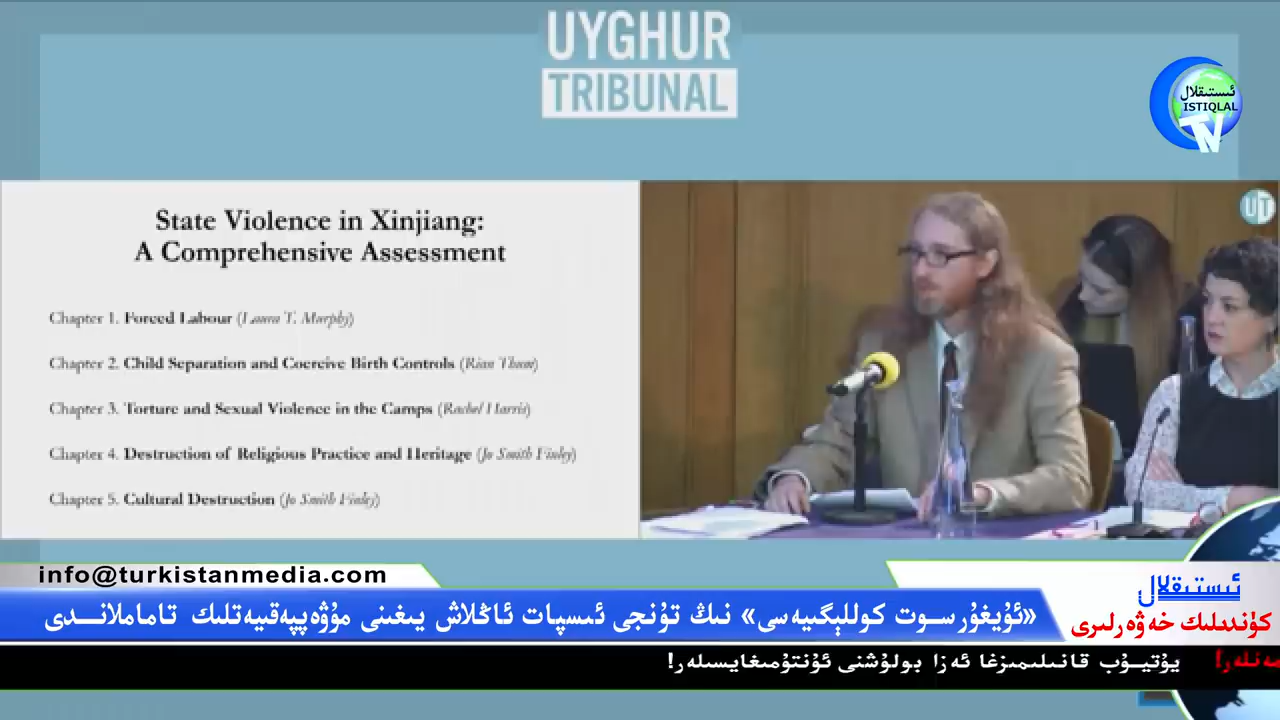 UYGHUR
TRIBUNAL
ئىستىقلال
ISTIQLAL
TV
State Violence in Xinjiang:
A Comprehensive Assessment
UT
Chapter 1. Forced Labour (Laura T. Murphy)
Chapter 2. Child Separation and Coercive Birth Controls (Rian Thum)
Chapter 3. Torture and Sexual Violence in the Camps (Rachel Harris)
Chapter 4. Destruction of Religious Practice and Heritage (Jo Smith Finley)
Chapter 5. Cultural Destruction (Jo Smith Finley)
info@turkistanmedia.com
ئىستىقلال
كۈندىلىك خەۋەرلىرى
«ئۇيغۇر سوت كوللېگىيەسى» نىڭ تۇنجى ئىسپات ئاڭلاش يىغىنى مۇۋەپپەقىيەتلىك تاماملاندى
يۇتيۇب قانىلىمىزغا ئەزا بولۇشنى ئۇنتۇمىغايسىلەر!